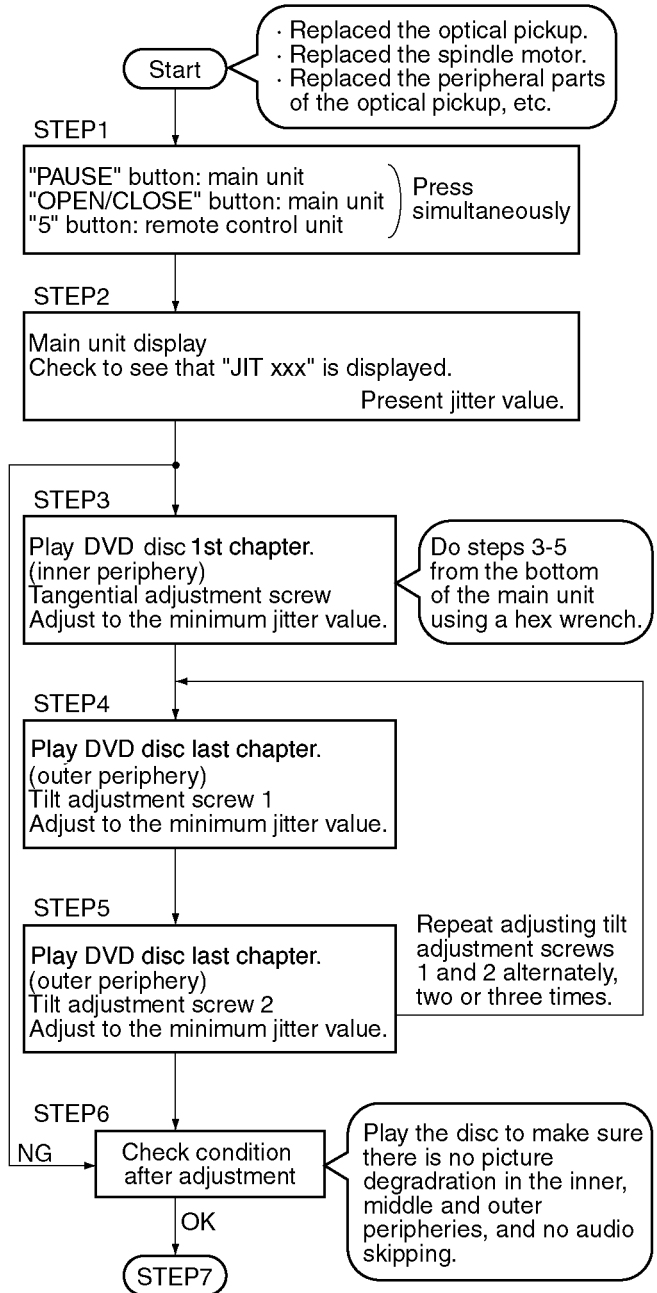 Start
· Replaced the optical pickup.
· Replaced the spindle motor.
· Replaced the peripheral parts
of the optical pickup, etc.
STEP1
"PAUSE" button: main unit
"OPEN/CLOSE" button: main unit
"5" button: remote control unit
Press
simultaneously
STEP2
Main unit display
Check to see that "JIT xxx" is displayed.
Present jitter value.
STEP3
Play DVD disc 1st chapter.
(inner periphery)
Tangential adjustment screw
Adjust to the minimum jitter value.
Do steps 3-5
from the bottom
of the main unit
using a hex wrench.
STEP4
Play DVD disc last chapter.
(outer periphery)
Tilt adjustment screw 1
Adjust to the minimum jitter value.
STEP5
Play DVD disc last chapter.
(outer periphery)
Tilt adjustment screw 2
Adjust to the minimum jitter value.
Repeat adjusting tilt
adjustment screws
1 and 2 alternately,
two or three times.
STEP6
NG
Check condition
after adjustment
Play the disc to make sure
there is no picture
degradration in the inner,
middle and outer
peripheries, and no audio
skipping.
OK
STEP7